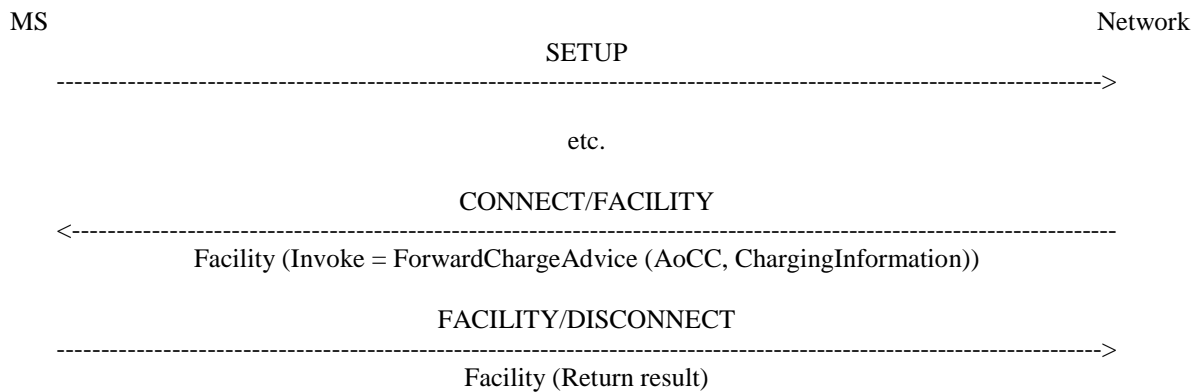 MS Network
SETUP
-------------------------------------------------------------------------------------------------------------------->
etc.
CONNECT/FACILITY
<--------------------------------------------------------------------------------------------------------------------
Facility (Invoke = ForwardChargeAdvice (AoCC, ChargingInformation))
FACILITY/DISCONNECT
-------------------------------------------------------------------------------------------------------------------->
Facility (Return result)